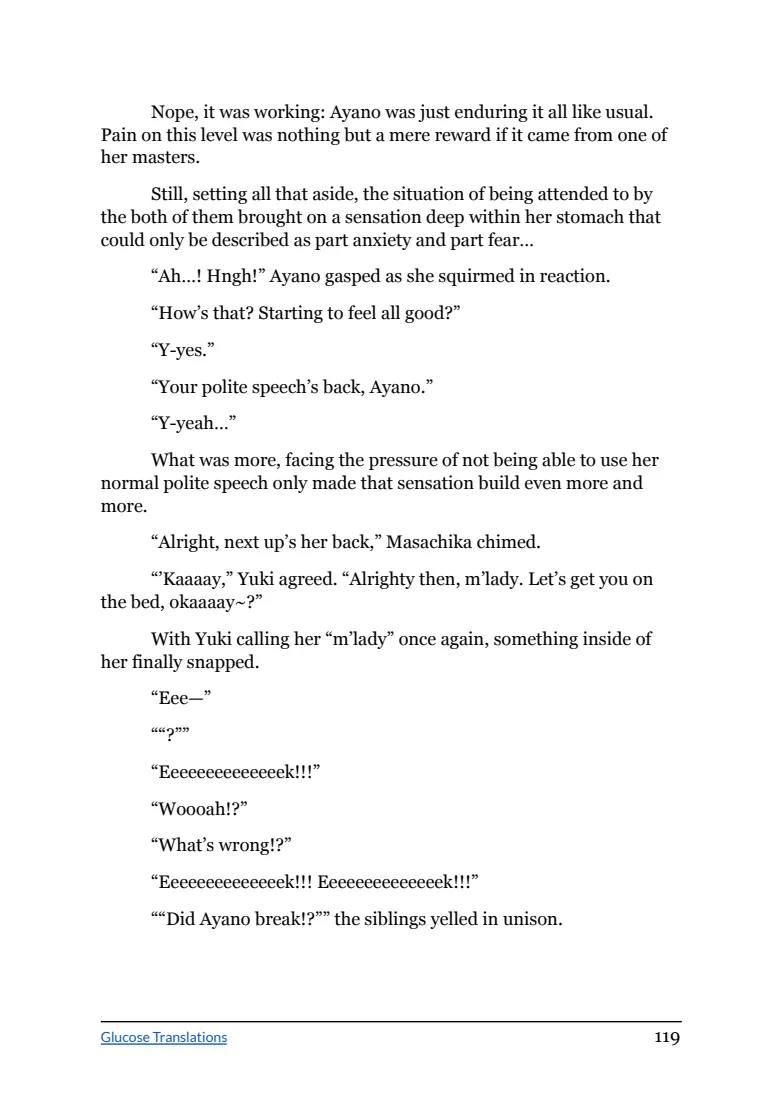 Nope, it was working: Ayano was just enduring it all like usual.
Pain on this level was nothing but a mere reward if it came from one of
her masters.
Still, setting all that aside, the situation of being attended to by
the both of them brought on a sensation deep within her stomach that
could only be described as part anxiety and part fear…
“Ah…! Hngh!” Ayano gasped as she squirmed in reaction.
“How’s that? Starting to feel all good?”
“Y-yes.”
“Your polite speech’s back, Ayano.”
“Y-yeah…”
What was more, facing the pressure of not being able to use her
normal polite speech only made that sensation build even more and
more.
“Alright, next up’s her back,” Masachika chimed.
“’Kaaaay,” Yuki agreed. “Alrighty then, m’lady. Let’s get you on
the bed, okaaaay~?”
With Yuki calling her “m’lady” once again, something inside of
her finally snapped.
“Eee—”
““?””
“Eeeeeeeeeeeeek!!!”
“Woooah!?”
“What’s wrong!?”
“Eeeeeeeeeeeeek!!! Eeeeeeeeeeeeek!!!”
““Did Ayano break!?”” the siblings yelled in unison.
Glucose Translations
119